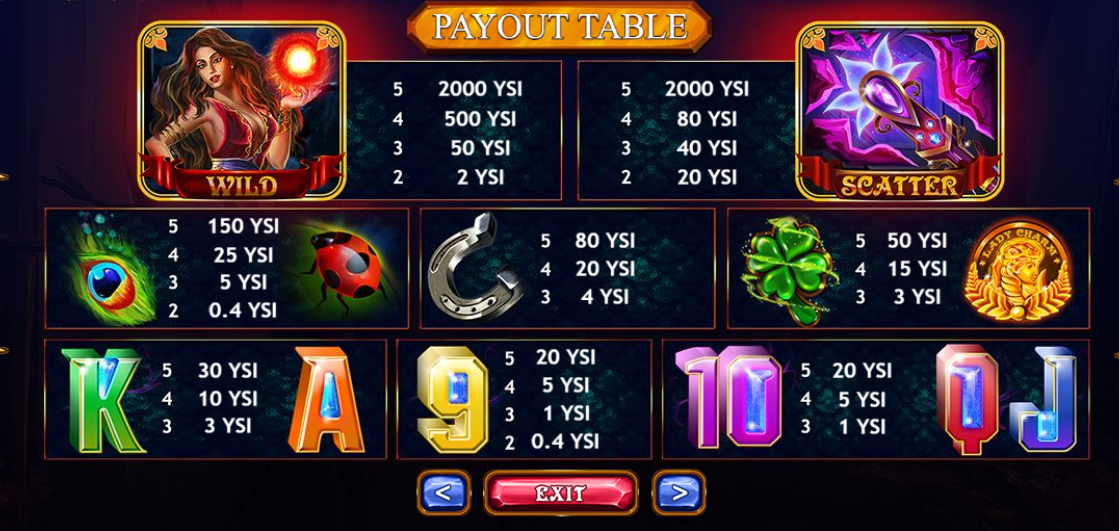 PAYOUT TABLE
WILD
5 2000 YSI
4 500 YSI
3 50 YSI
2 2 YSI
5 2000 YSI
4 80 YSI
3 40 YSI
2 20 YSI
SCATTER
5 150 YSI
4 25 YSI
3 5 YSI
2 0.4 YSI
5 80 YSI
4 20 YSI
3 4 YSI
5 50 YSI
4 15 YSI
3 3 YSI
LADY CHARM
K
5 30 YSI
4 10 YSI
3 3 YSI
A
9
5 20 YSI
4 5 YSI
3 1 YSI
2 0.4 YSI
10
5 20 YSI
4 5 YSI
3 1 YSI
Q J
< EXIT >